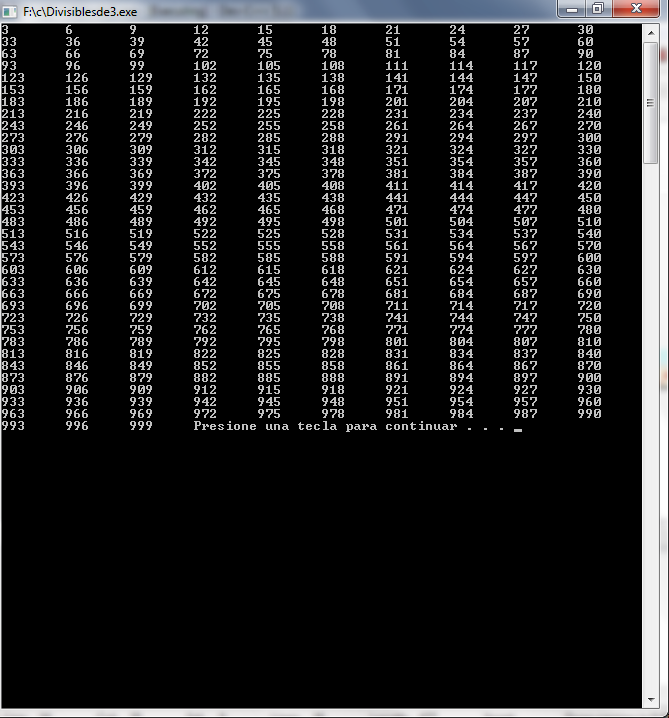 F:\c\Divisiblesde3.exe
3 6 9 12 15 18 21 24 27 30
33 36 39 42 45 48 51 54 57 60
63 66 69 72 75 78 81 84 87 90
93 96 99 102 105 108 111 114 117 120
123 126 129 132 135 138 141 144 147 150
153 156 159 162 165 168 171 174 177 180
183 186 189 192 195 198 201 204 207 210
213 216 219 222 225 228 231 234 237 240
243 246 249 252 255 258 261 264 267 270
273 276 279 282 285 288 291 294 297 300
303 306 309 312 315 318 321 324 327 330
333 336 339 342 345 348 351 354 357 360
363 366 369 372 375 378 381 384 387 390
393 396 399 402 405 408 411 414 417 420
423 426 429 432 435 438 441 444 447 450
453 456 459 462 465 468 471 474 477 480
483 486 489 492 495 498 501 504 507 510
513 516 519 522 525 528 531 534 537 540
543 546 549 552 555 558 561 564 567 570
573 576 579 582 585 588 591 594 597 600
603 606 609 612 615 618 621 624 627 630
633 636 639 642 645 648 651 654 657 660
663 666 669 672 675 678 681 684 687 690
693 696 699 702 705 708 711 714 717 720
723 726 729 732 735 738 741 744 747 750
753 756 759 762 765 768 771 774 777 780
783 786 789 792 795 798 801 804 807 810
813 816 819 822 825 828 831 834 837 840
843 846 849 852 855 858 861 864 867 870
873 876 879 882 885 888 891 894 897 900
903 906 909 912 915 918 921 924 927 930
933 936 939 942 945 948 951 954 957 960
963 966 969 972 975 978 981 984 987 990
993 996 999 Presione una tecla para continuar . . . _